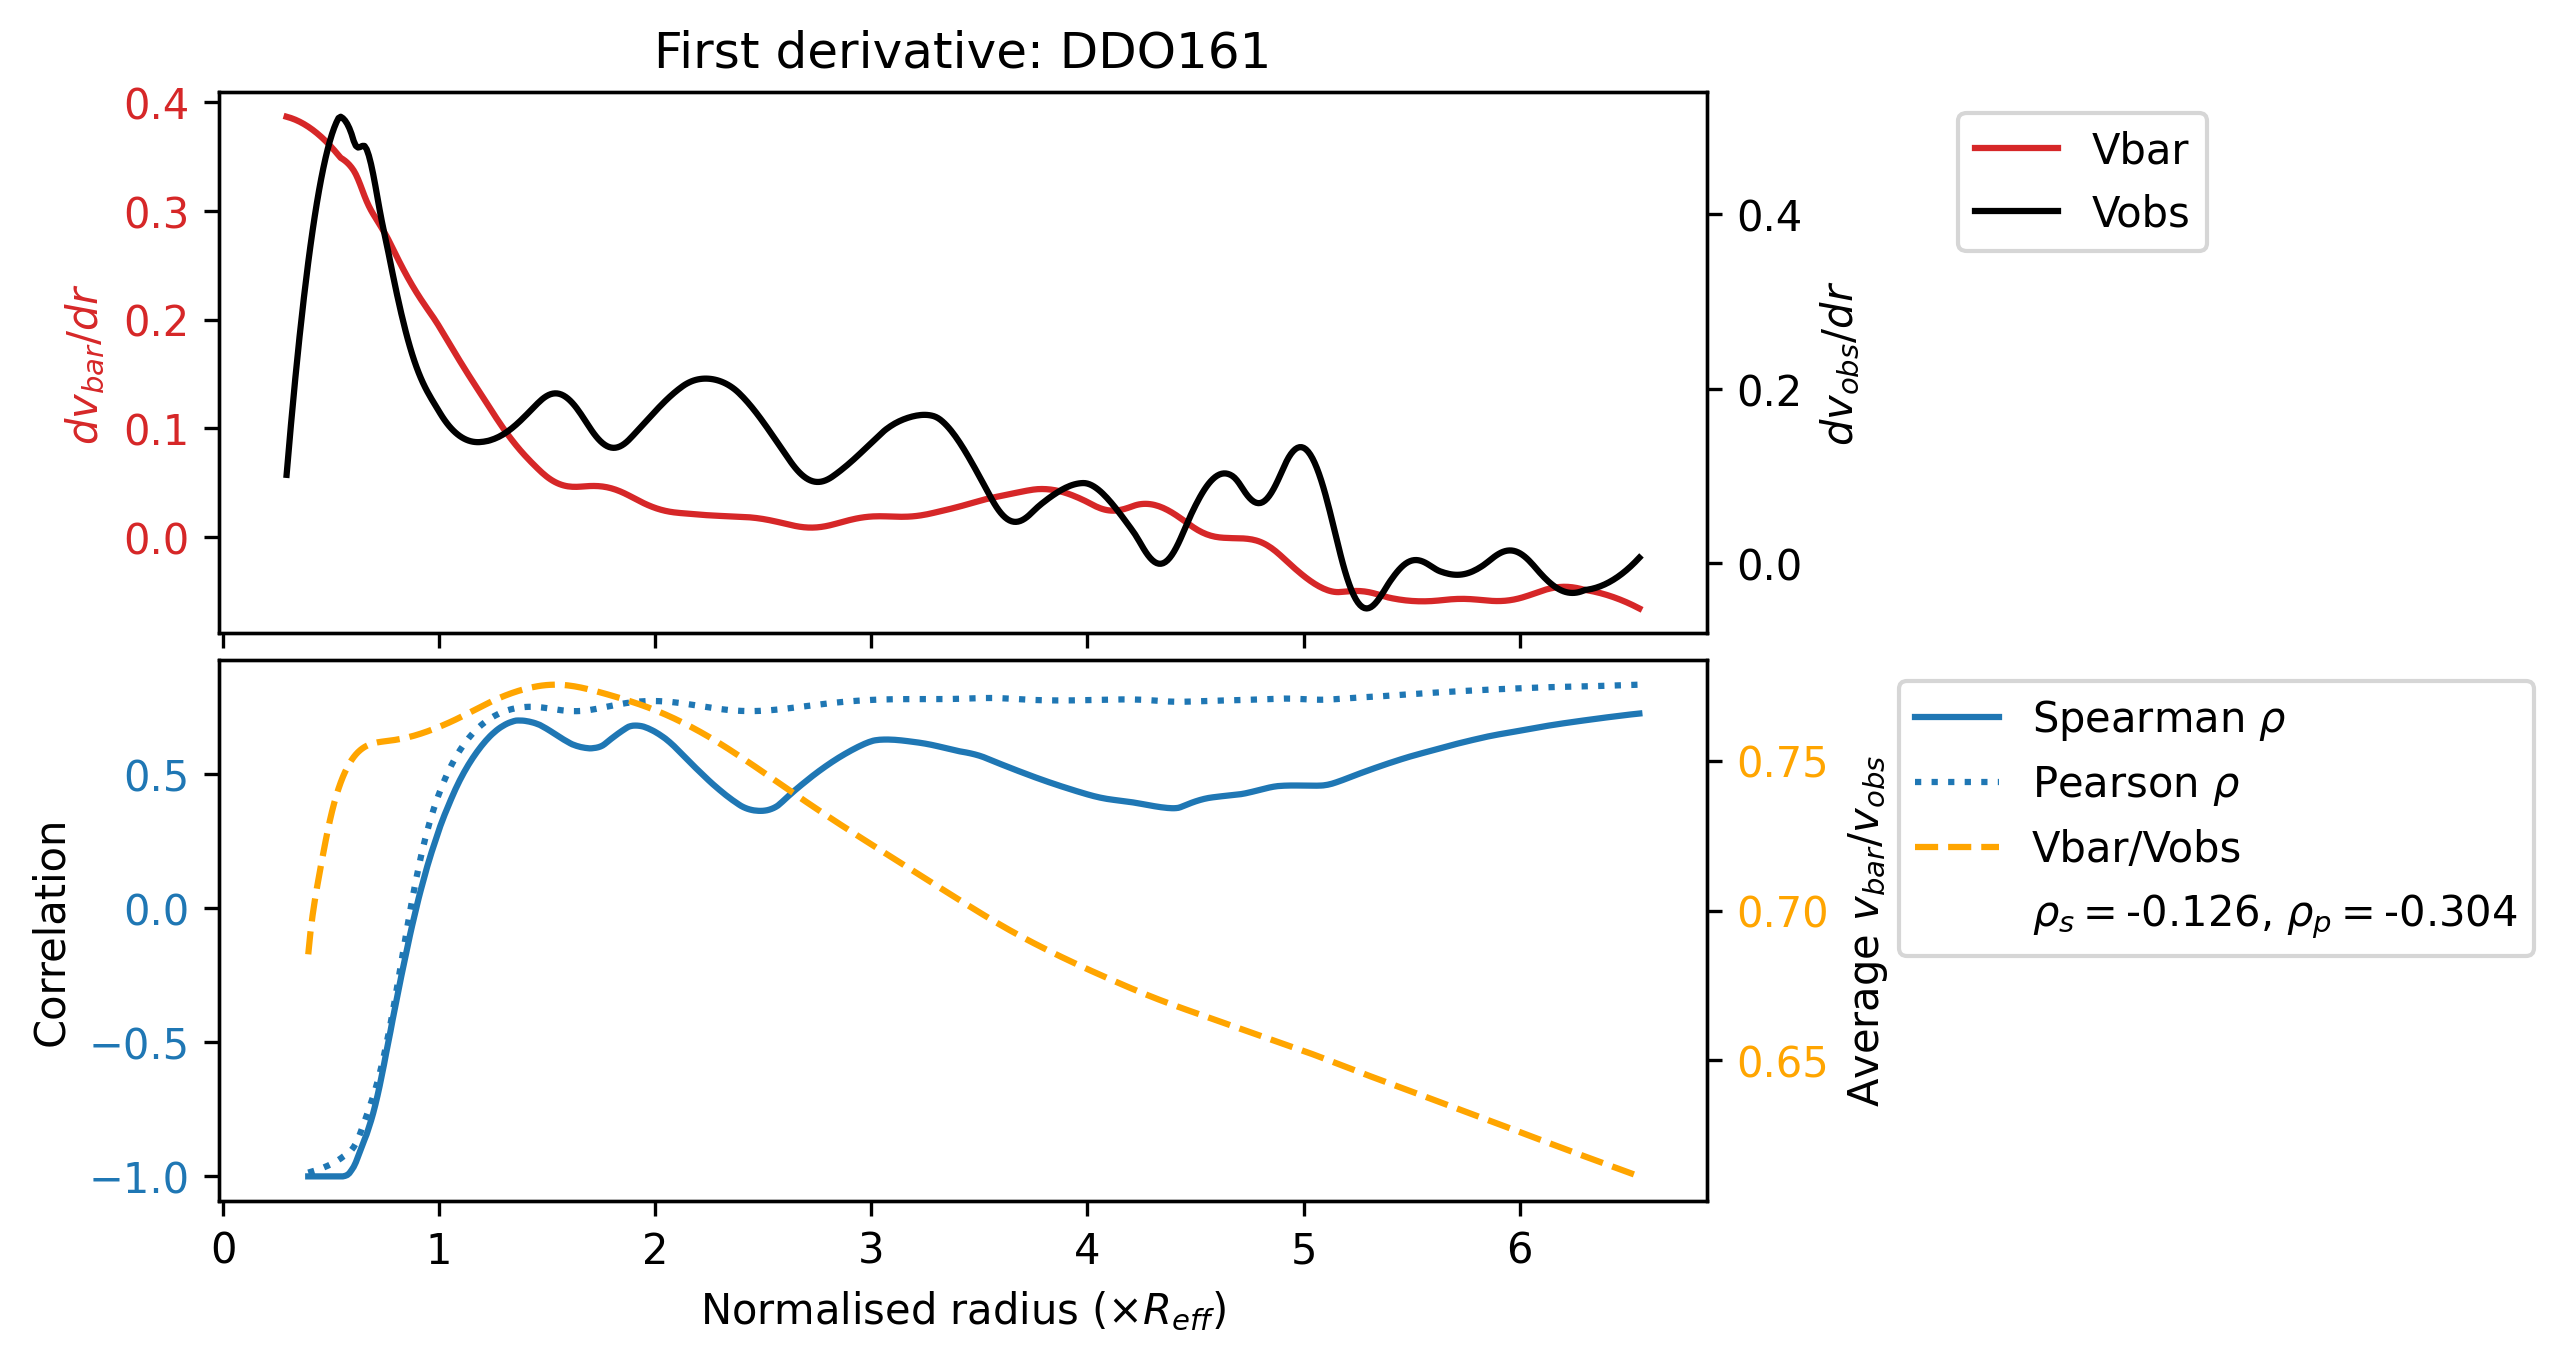 First derivative: DDO161
0.4
0.3
0.2
0.1
0.0
dv_bar/dr
0.4
0.2
0.0
dv_obs/dr
Vbar
Vobs
0.5
0.0
−0.5
−1.0
Correlation
0.75
0.70
0.65
Average v_bar/v_obs
Spearman ρ
Pearson ρ
Vbar/Vobs
ρ_s = -0.126, ρ_p = -0.304
0 1 2 3 4 5 6
Normalised radius (×R_eff)